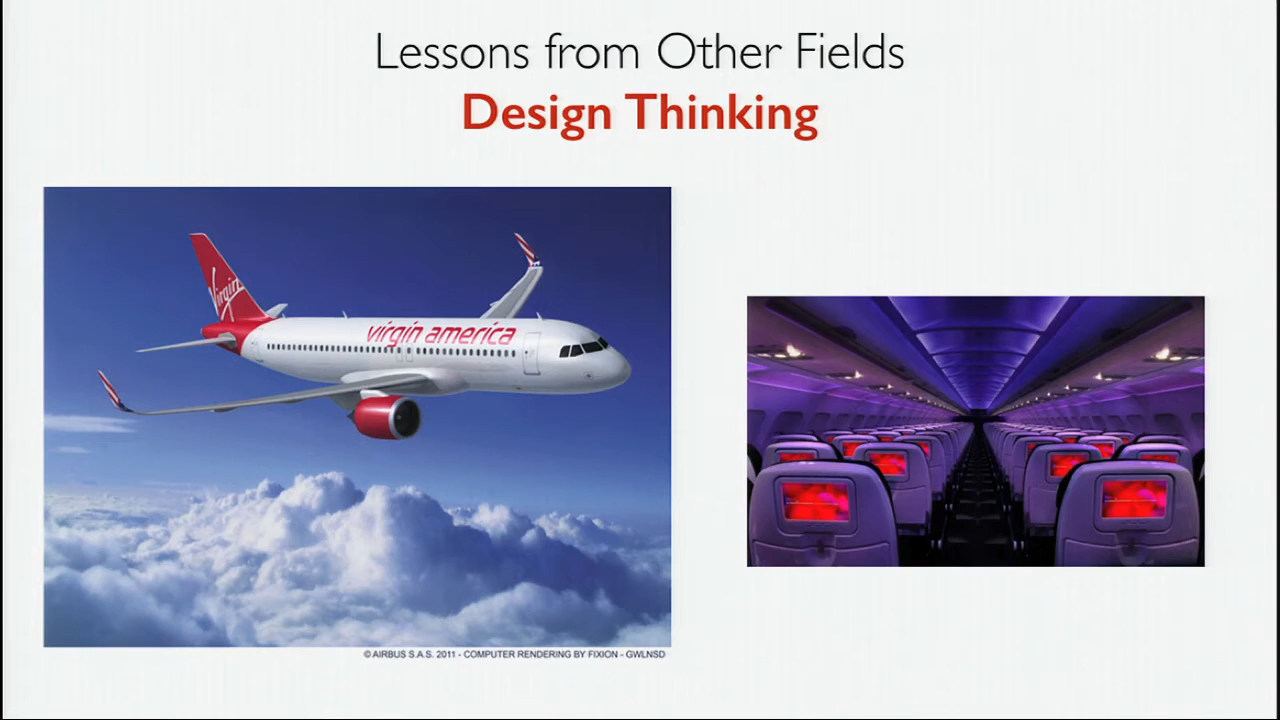 Lessons from Other Fields
Design Thinking
Virgin
virgin america
© AIRBUS S.A.S. 2011 - COMPUTER RENDERING BY FIXION - GWLNSD